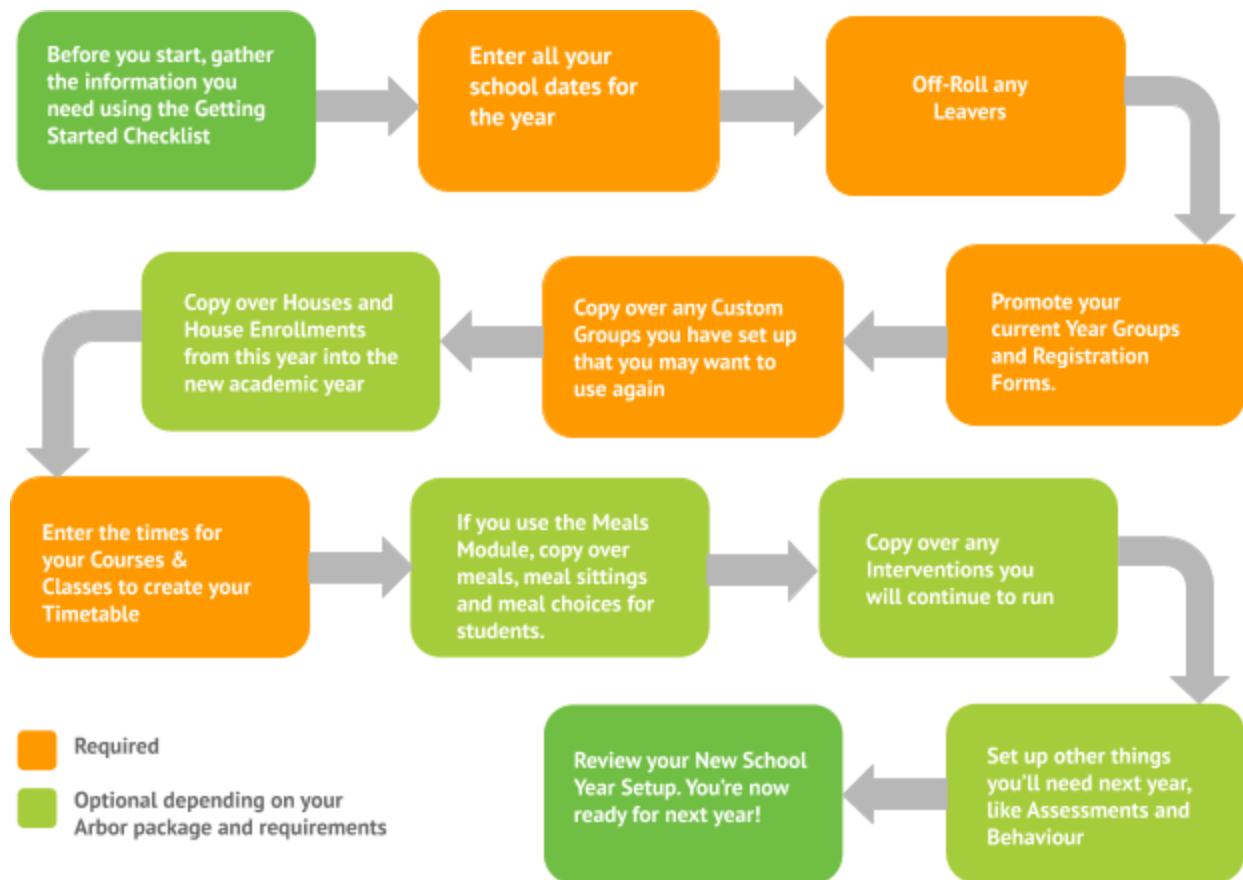 Before you start, gather
the information you
need using the Getting
Started Checklist
Enter all your
school dates for
the year
Off-Roll any
Leavers
Promote your
current Year Groups
and Registration
Forms.
Copy over any Custom
Groups you have set up
that you may want to
use again
Copy over Houses and
House Enrollments
from this year into the
new academic year
Enter the times for
your Courses &
Classes to create your
Timetable
If you use the Meals
Module, copy over
meals, meal sittings
and meal choices for
students.
Copy over any
Interventions you
will continue to run
Set up other things
you'll need next year,
like Assessments and
Behaviour
Review your New School
Year Setup. You're now
ready for next year!
Required
Optional depending on your
Arbor package and requirements